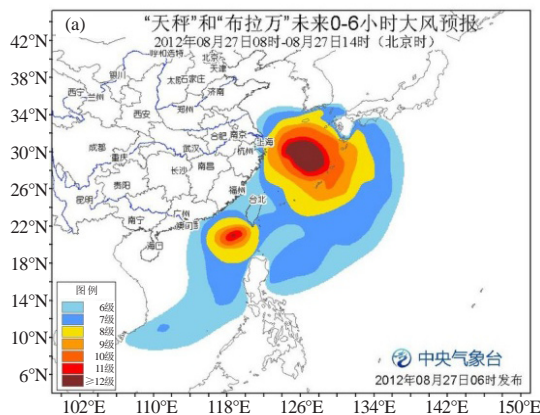 (a)
“天秤”和“布拉万”未来0-6小时大风预报
2012年08月27日08时-08月27日14时（北京时）
42°N
38°N
34°N
30°N
26°N
22°N
18°N
14°N
10°N
6°N
呼和浩特
北京
天津
银川
太原
石家庄
西宁
兰州
济南
西安
郑州
合肥
南京
上海
成都
武汉
杭州
重庆
长沙
南昌
贵阳
福州
昆明
台北
南宁
广州
澳门
海口
图例
6级
7级
8级
9级
10级
11级
≥12级
中央气象台
2012年08月27日06时发布
102°E
110°E
118°E
126°E
134°E
142°E
150°E